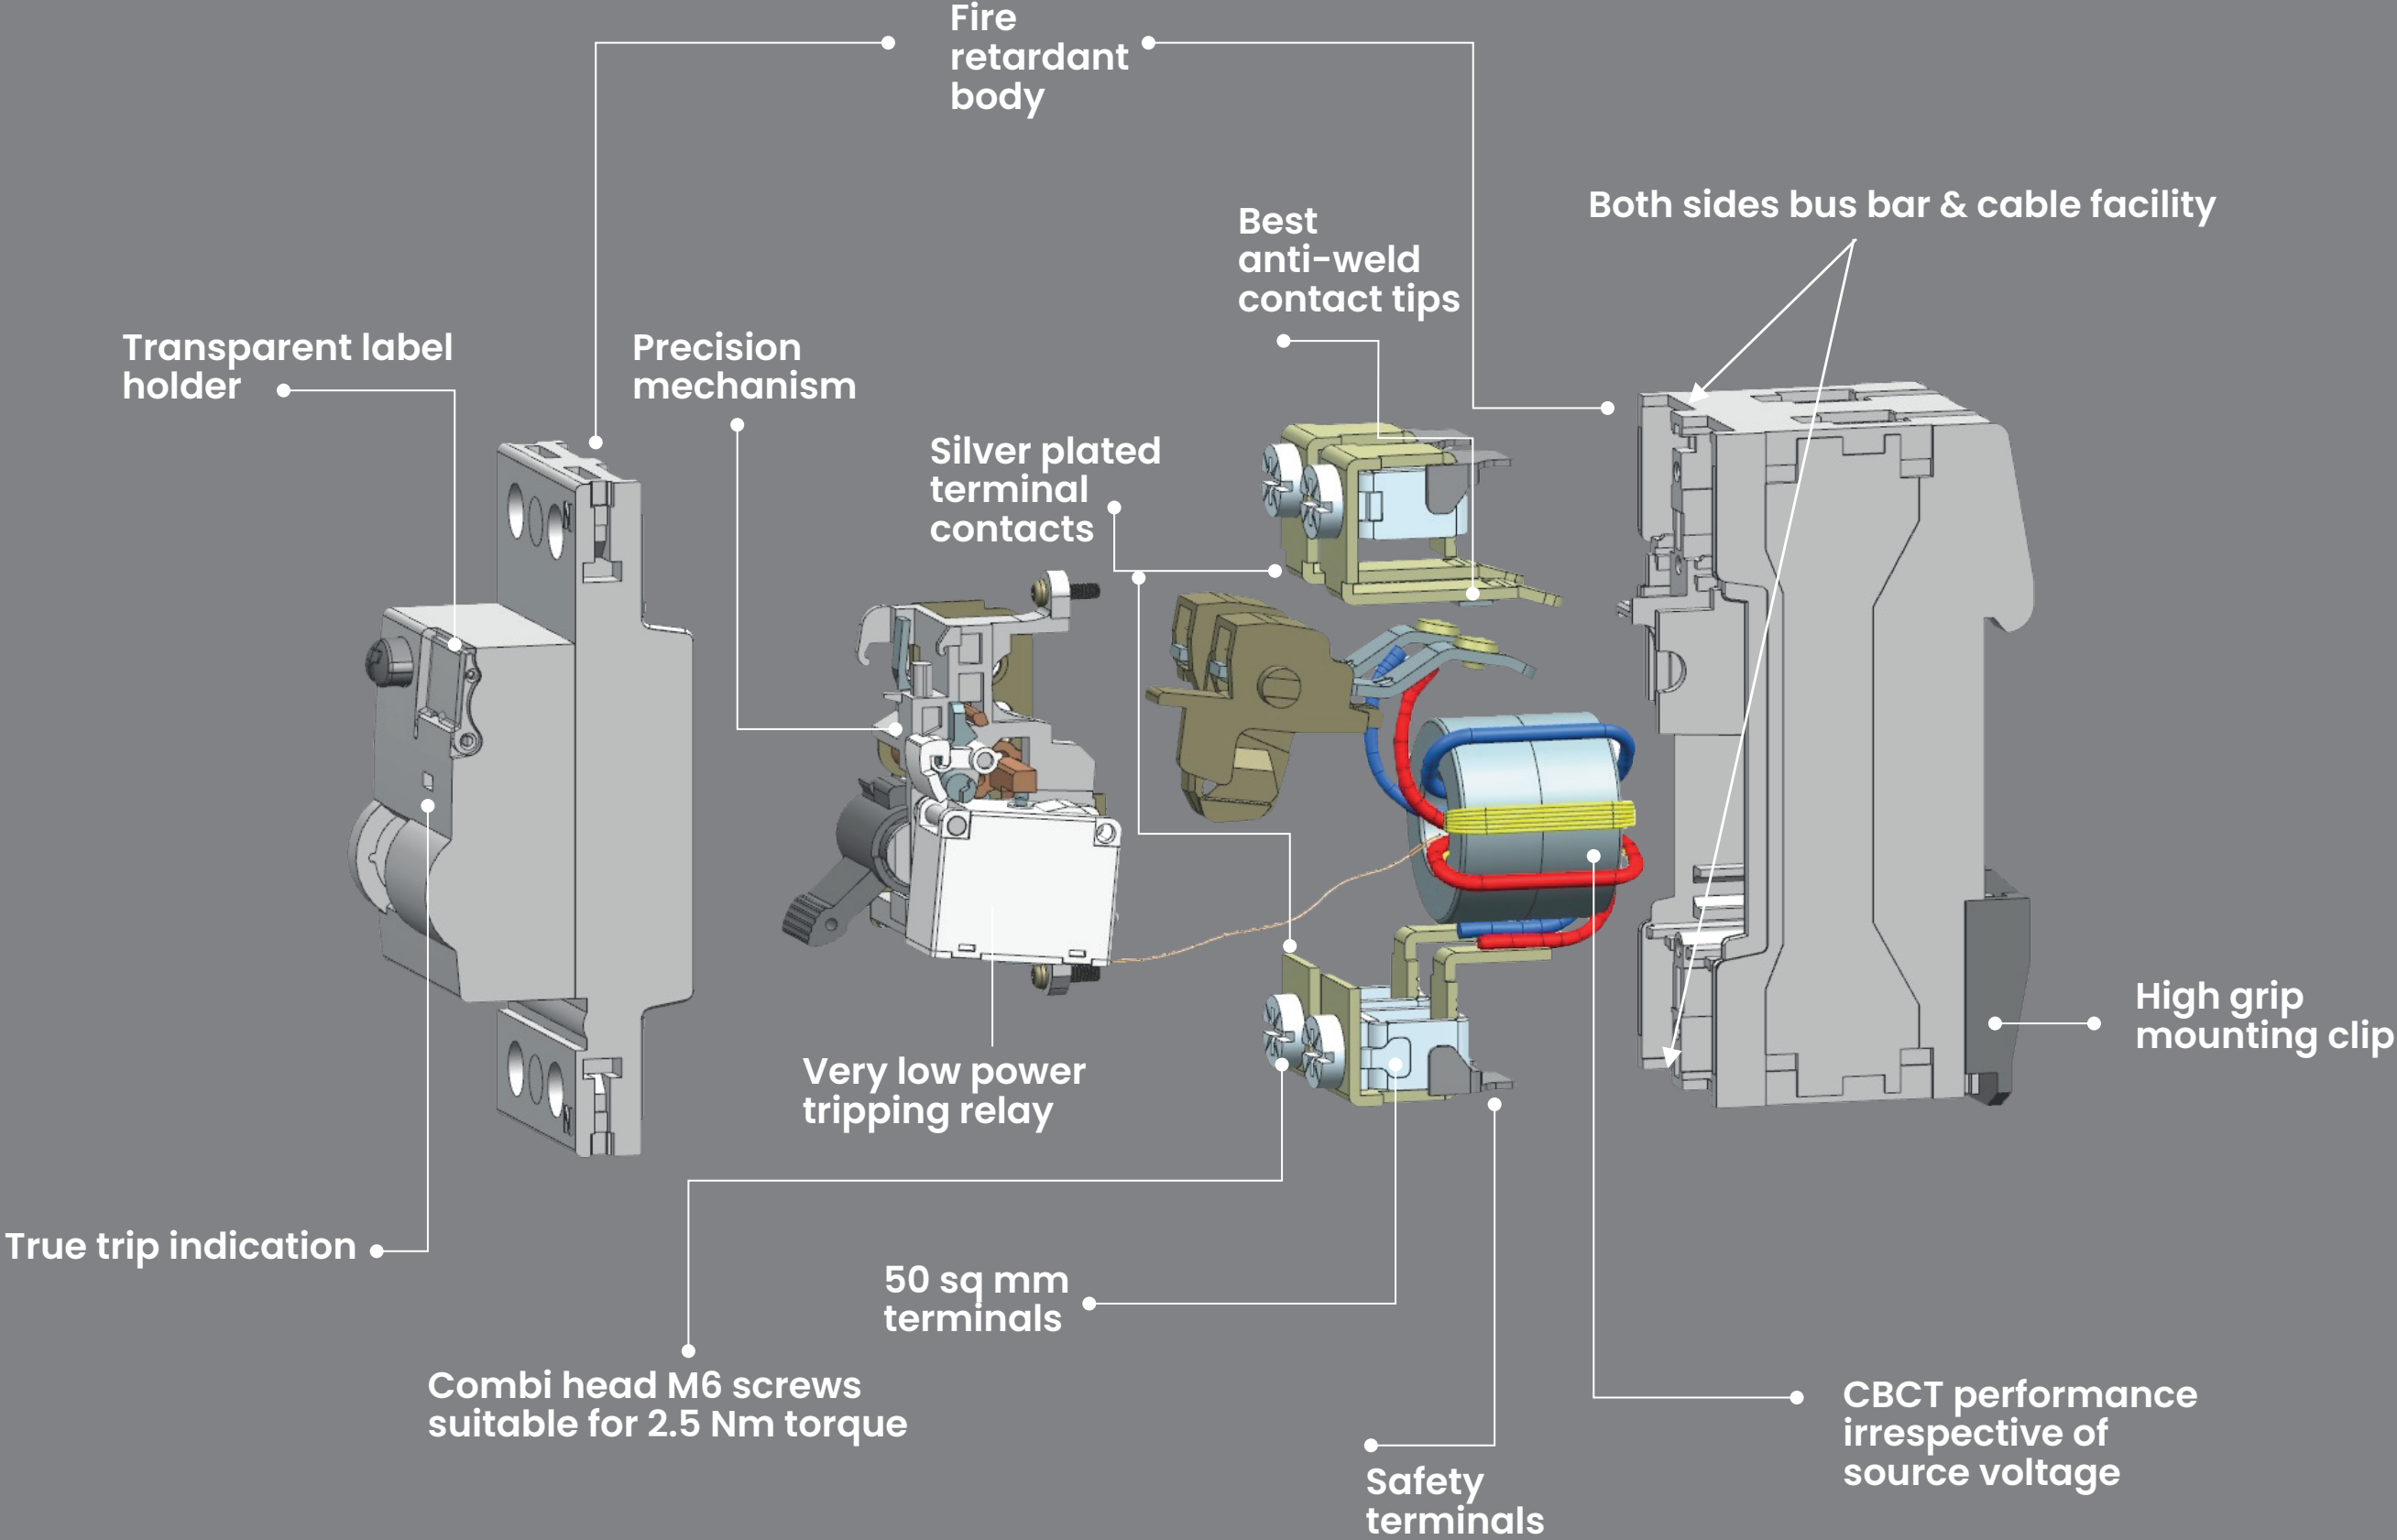 Fire
retardant
body
Both sides bus bar & cable facility
Best
anti-weld
contact tips
Transparent label
holder
Precision
mechanism
Silver plated
terminal
contacts
N
N
High grip
mounting clip
Very low power
tripping relay
True trip indication
50 sq mm
terminals
Combi head M6 screws
suitable for 2.5 Nm torque
CBCT performance
irrespective of
source voltage
Safety
terminals